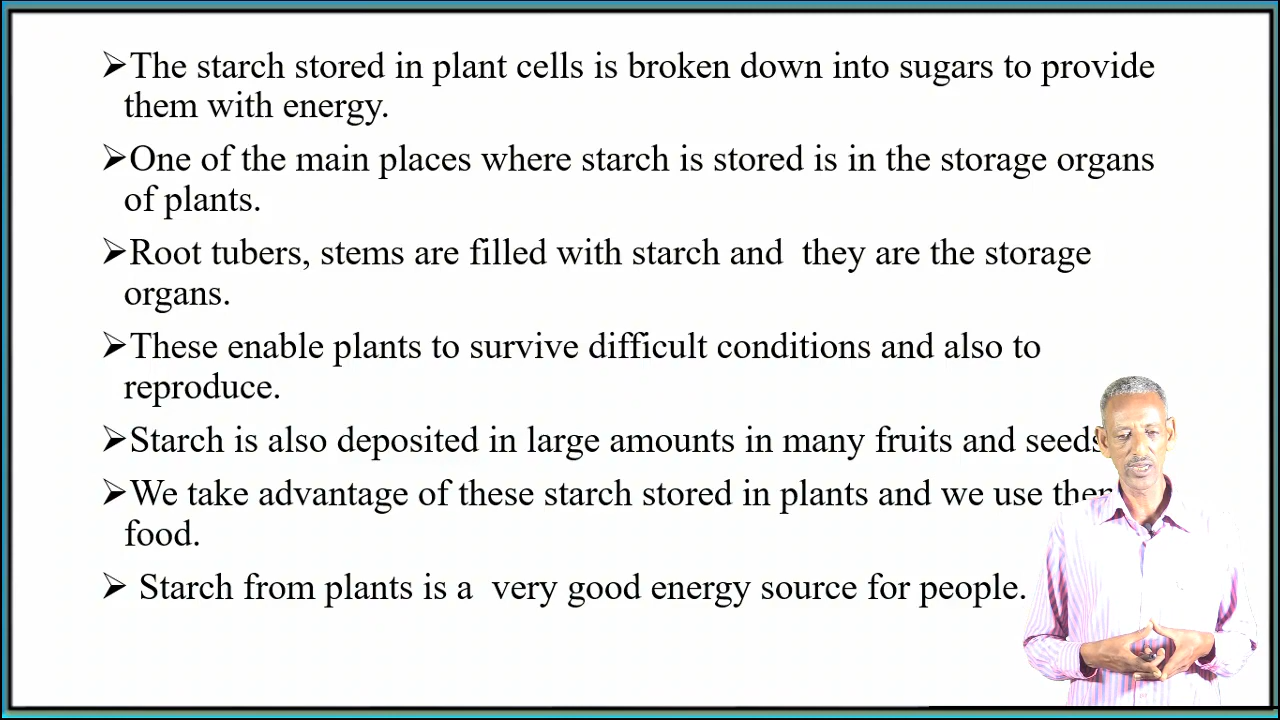 ➢The starch stored in plant cells is broken down into sugars to provide
them with energy.
➢One of the main places where starch is stored is in the storage organs
of plants.
➢Root tubers, stems are filled with starch and they are the storage
organs.
➢These enable plants to survive difficult conditions and also to
reproduce.
➢Starch is also deposited in large amounts in many fruits and seeds
➢We take advantage of these starch stored in plants and we use
food.
➢ Starch from plants is a very good energy source for people.